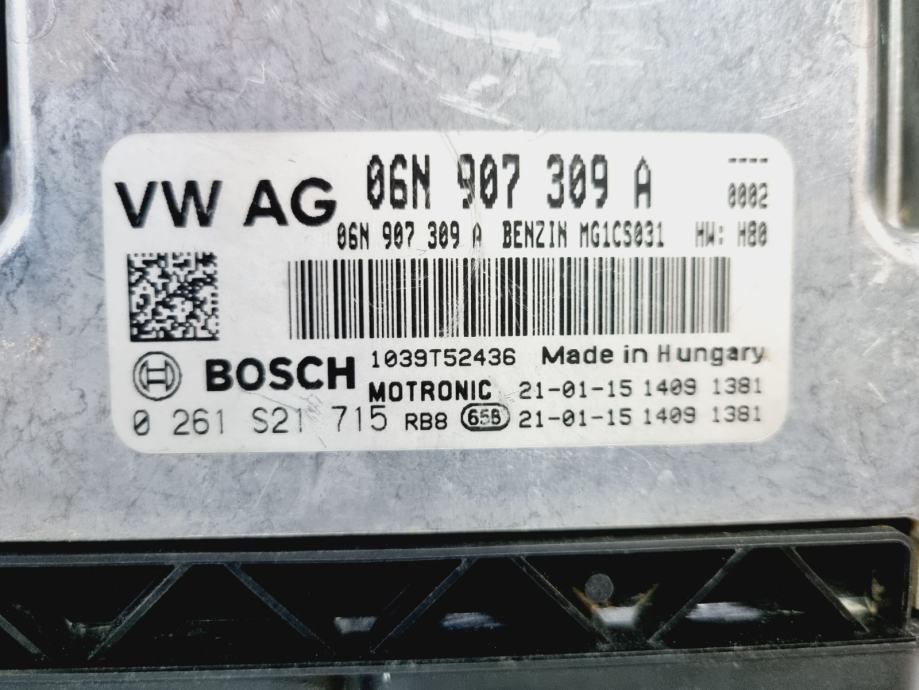 VW AG 06N 907 309 A ----
0002
06N 907 309 A BENZIN MG1CS031 HW: H80
BOSCH 1039T52436 Made in Hungary
MOTRONIC 21-01-15 1409 1381
0 261 S21 715 RB8 65B 21-01-15 1409 1381